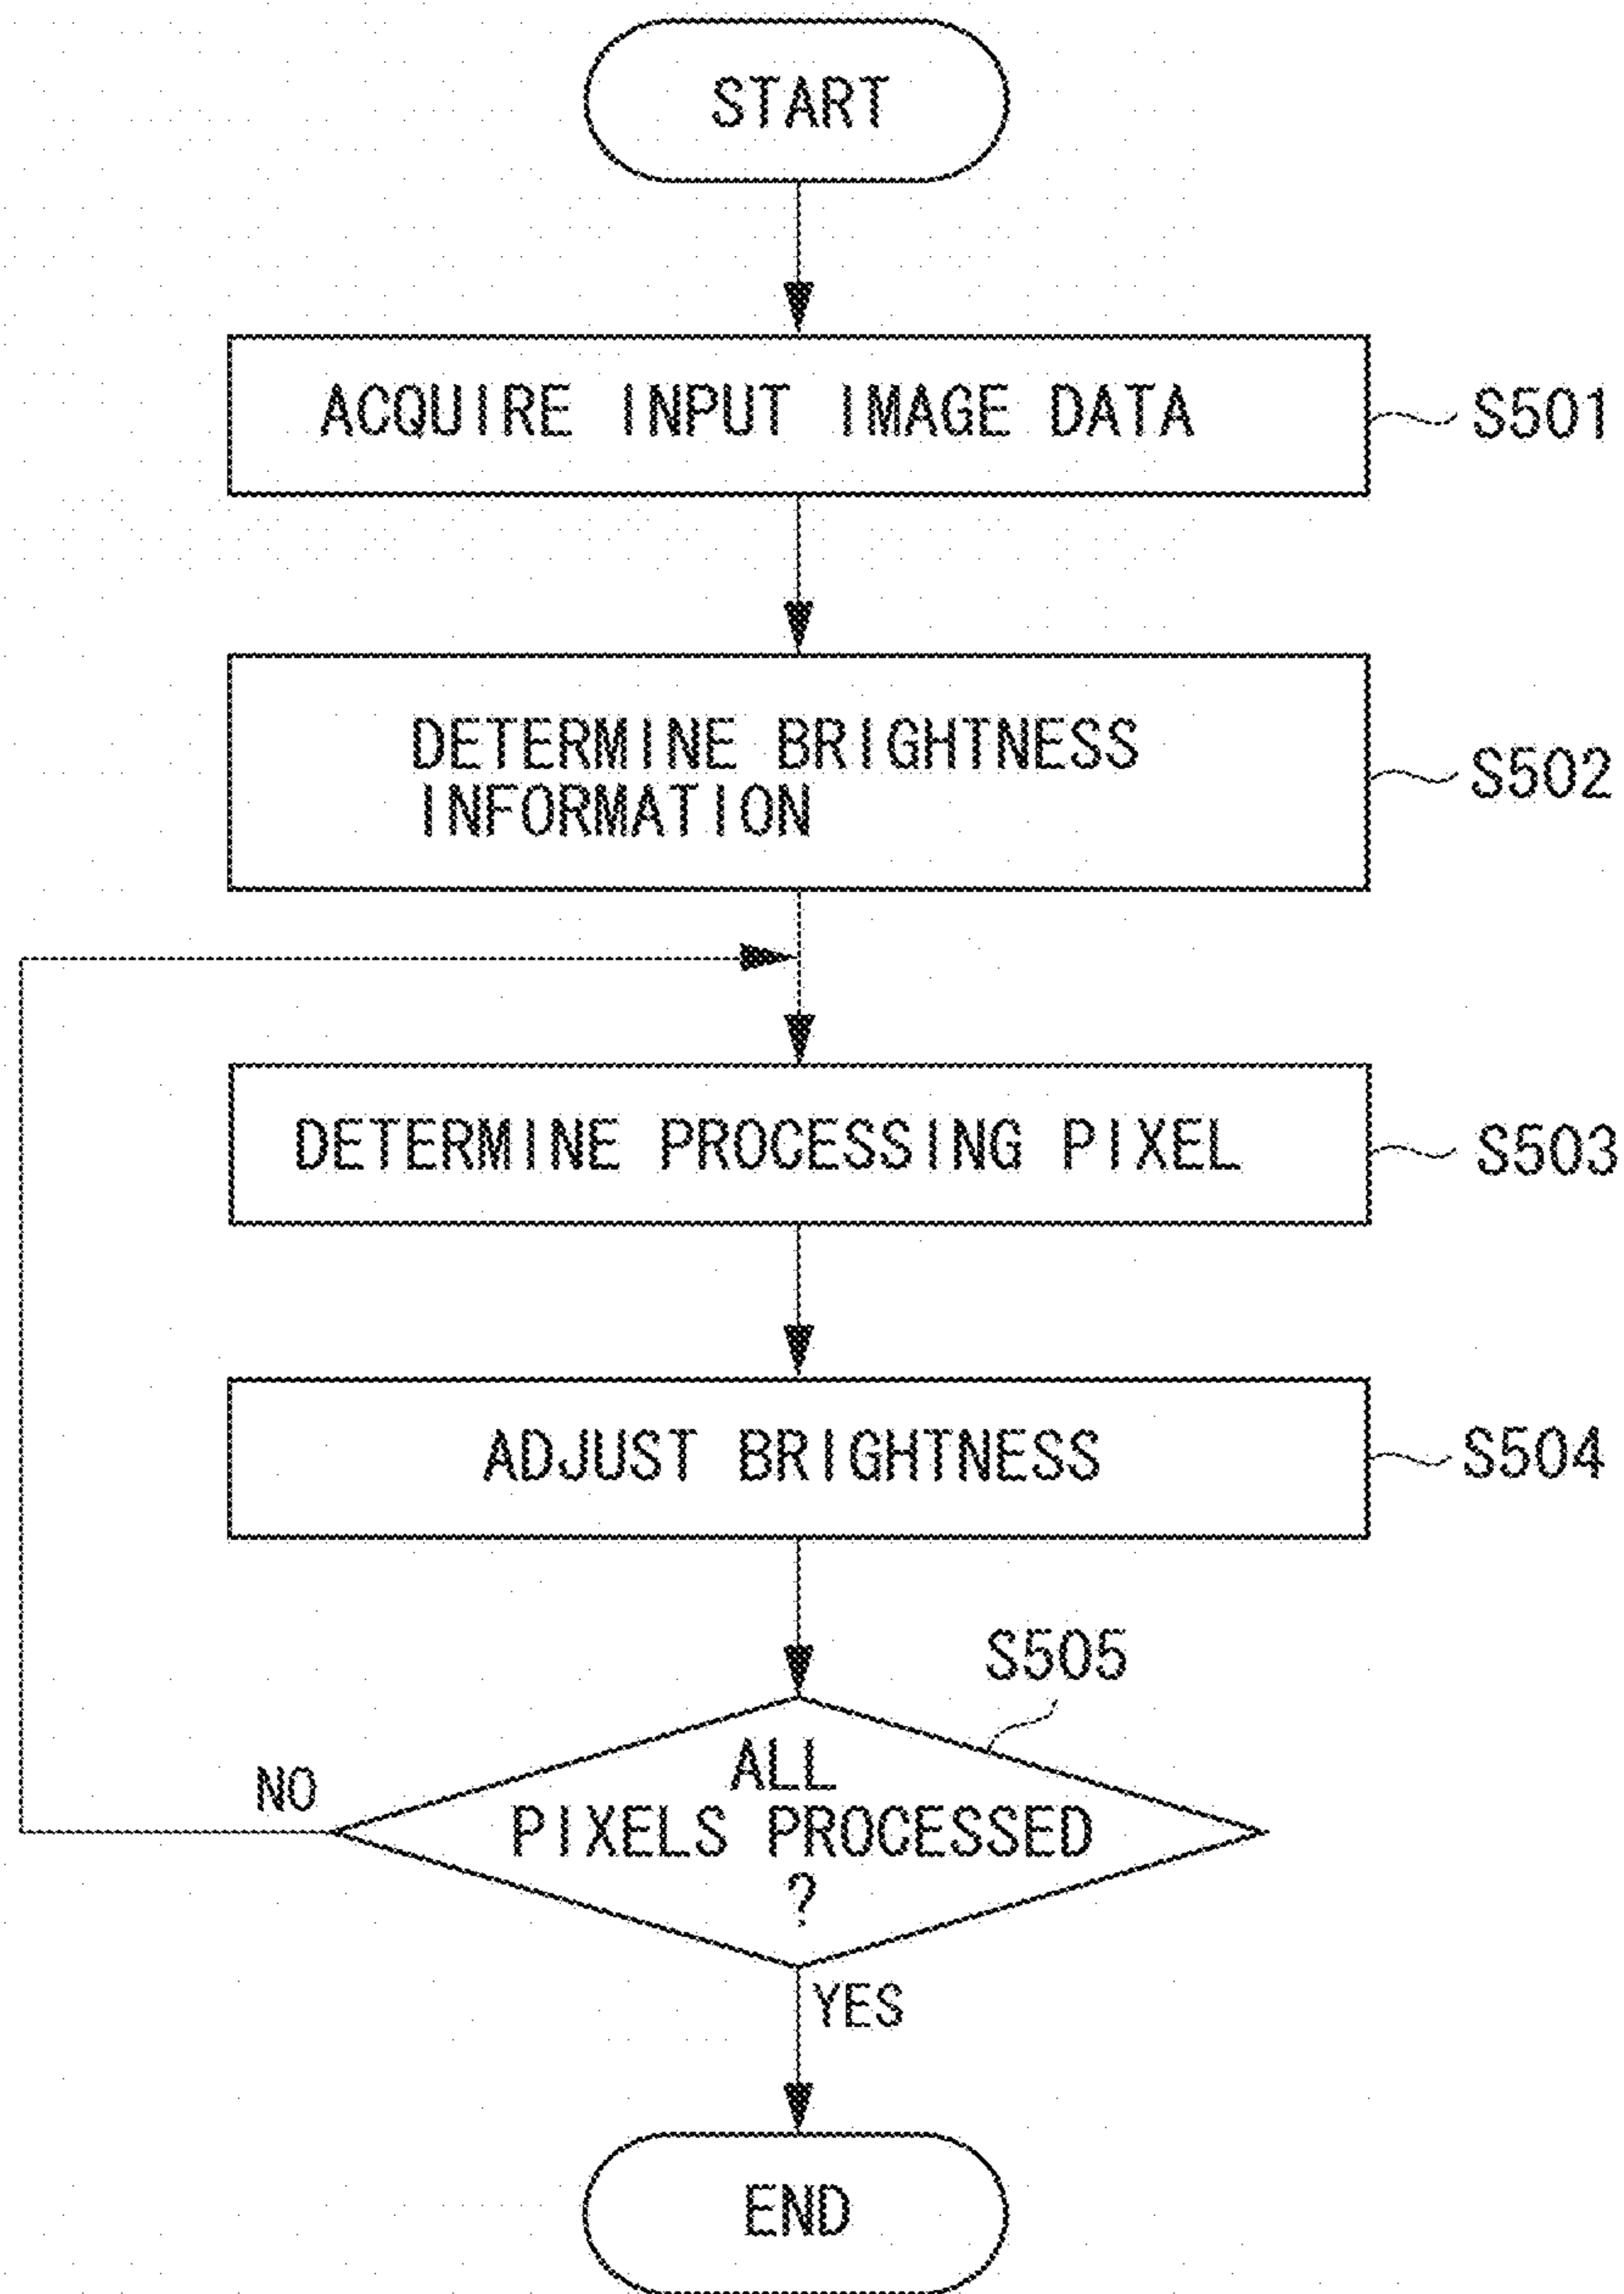 START
ACQUIRE INPUT IMAGE DATA
S501
DETERMINE BRIGHTNESS
INFORMATION
S502
DETERMINE PROCESSING PIXEL
S503
ADJUST BRIGHTNESS
S504
S505
ALL
PIXELS PROCESSED
?
NO
YES
END